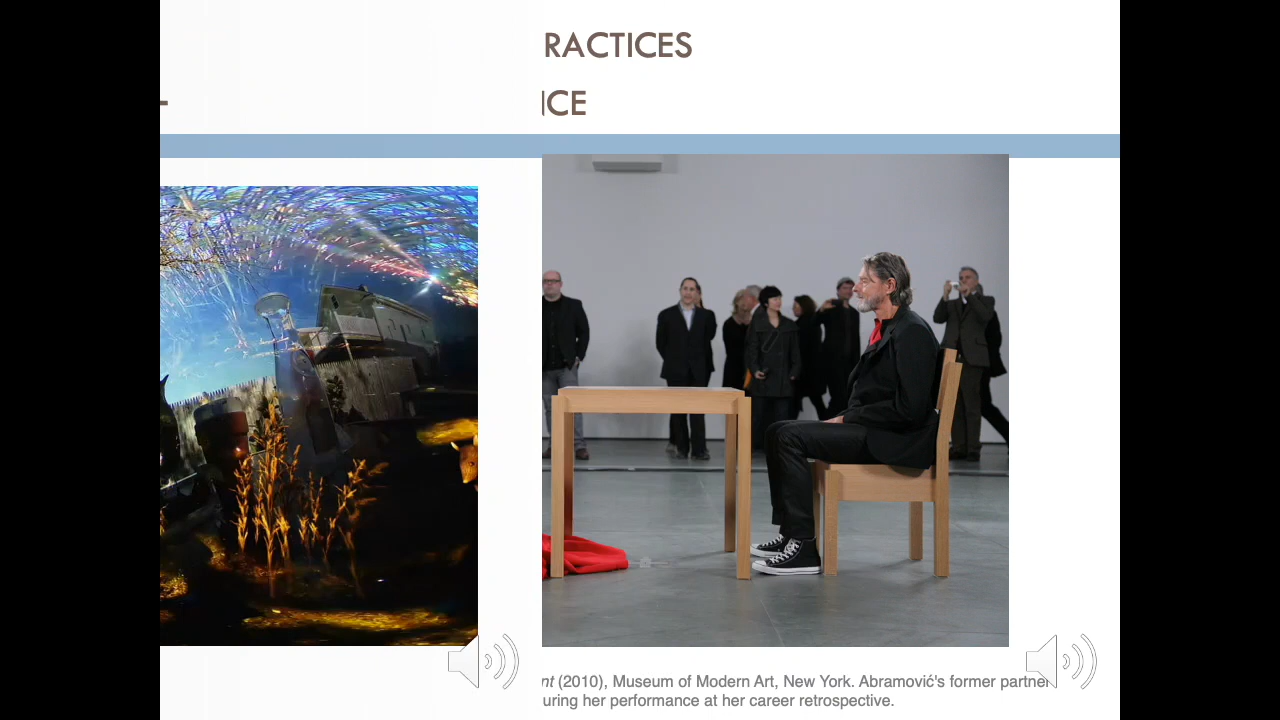 RACTICES
NCE
nt (2010), Museum of Modern Art, New York. Abramović's former partner
uring her performance at her career retrospective.